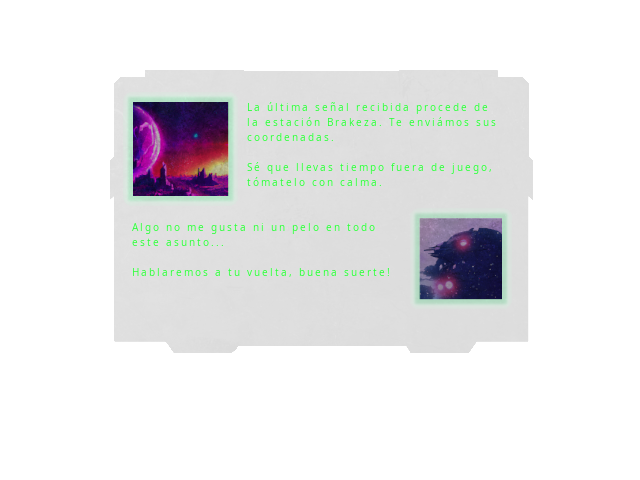 La última señal recibida procede de
la estación Brakeza. Te enviámos sus
coordenadas.
Sé que llevas tiempo fuera de juego,
tómatelo con calma.
Algo no me gusta ni un pelo en todo
este asunto...
Hablaremos a tu vuelta, buena suerte!